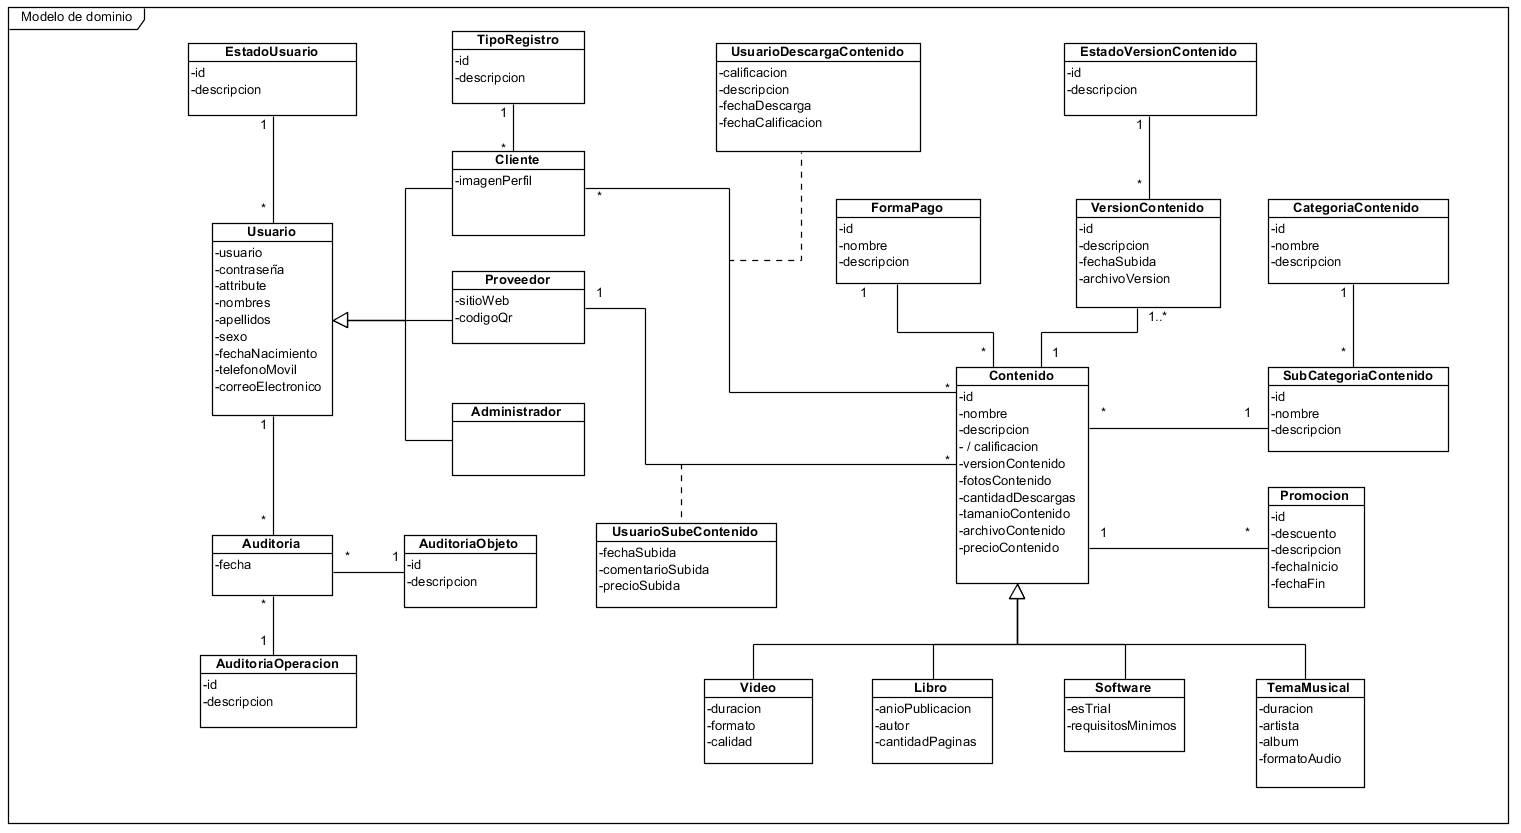 Modelo de dominio
EstadoUsuario
-id
-descripcion
1
*
TipoRegistro
-id
-descripcion
1
*
UsuarioDescargaContenido
-calificacion
-descripcion
-fechaDescarga
-fechaCalificacion
EstadoVersionContenido
-id
-descripcion
1
*
Cliente
-imagenPerfil
*
*
Usuario
-usuario
-contraseña
-attribute
-nombres
-apellidos
-sexo
-fechaNacimiento
-telefonoMovil
-correoElectronico
1
*
Proveedor
-sitioWeb
-codigoQr
1
*
Administrador
FormaPago
-id
-nombre
-descripcion
1
*
VersionContenido
-id
-descripcion
-fechaSubida
-archivoVersion
1..*
1
CategoriaContenido
-id
-nombre
-descripcion
1
*
Contenido
-id
-nombre
-descripcion
- / calificacion
-versionContenido
-fotosContenido
-cantidadDescargas
-tamanioContenido
-archivoContenido
-precioContenido
*
1
SubCategoriaContenido
-id
-nombre
-descripcion
1
*
Promocion
-id
-descuento
-descripcion
-fechaInicio
-fechaFin
UsuarioSubeContenido
-fechaSubida
-comentarioSubida
-precioSubida
Auditoria
-fecha
*
1
AuditoriaObjeto
-id
-descripcion
*
1
AuditoriaOperacion
-id
-descripcion
Video
-duracion
-formato
-calidad
Libro
-anioPublicacion
-autor
-cantidadPaginas
Software
-esTrial
-requisitosMinimos
TemaMusical
-duracion
-artista
-album
-formatoAudio